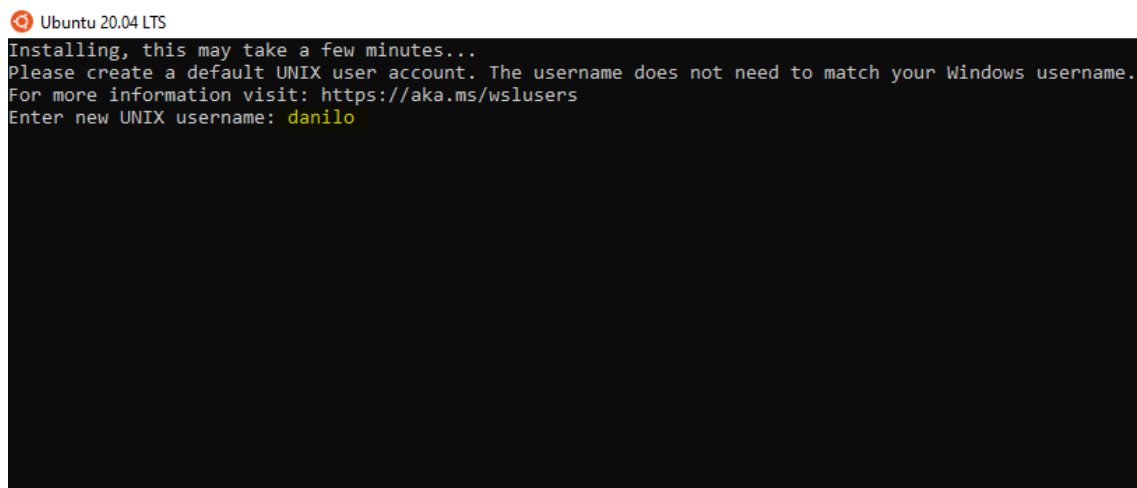 Ubuntu 20.04 LTS
Installing, this may take a few minutes...
Please create a default UNIX user account. The username does not need to match your Windows username.
For more information visit: https://aka.ms/wslusers
Enter new UNIX username: danilo